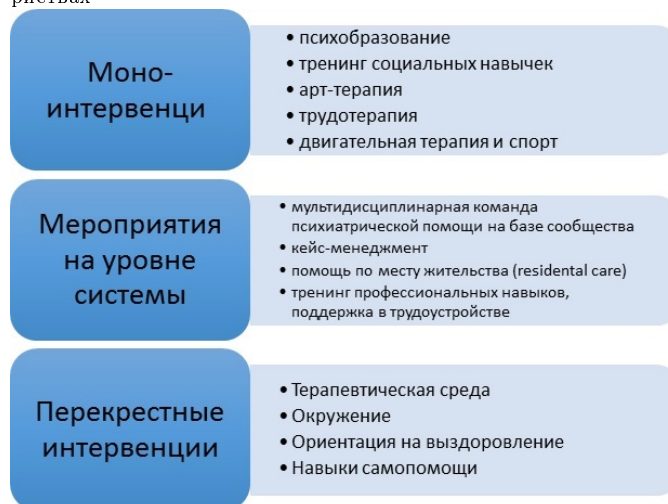 риствах
Моно-
интервенци
• психобразование
• тренинг социальных навычек
• арт-терапия
• трудотерапия
• двигательная терапия и спорт
Мероприятия
на уровне
системы
• мультидисциплинарная команда
психиатрической помощи на базе сообщества
• кейс-менеджмент
• помощь по месту жительства (residental care)
• тренинг профессиональных навыков,
поддержка в трудоустройстве
Перекрестные
интервенции
• Терапевтическая среда
• Окружение
• Ориентация на выздоровление
• Навыки самопомощи